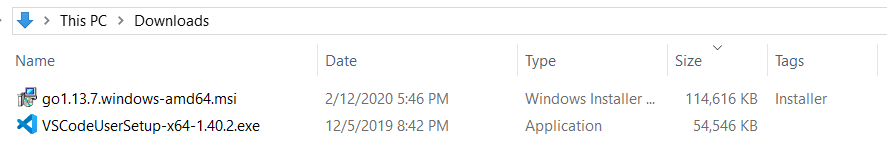 This PC > Downloads
Name Date Type Size Tags
go1.13.7.windows-amd64.msi 2/12/2020 5:46 PM Windows Installer ... 114,616 KB Installer
VSCodeUserSetup-x64-1.40.2.exe 12/5/2019 8:42 PM Application 54,546 KB